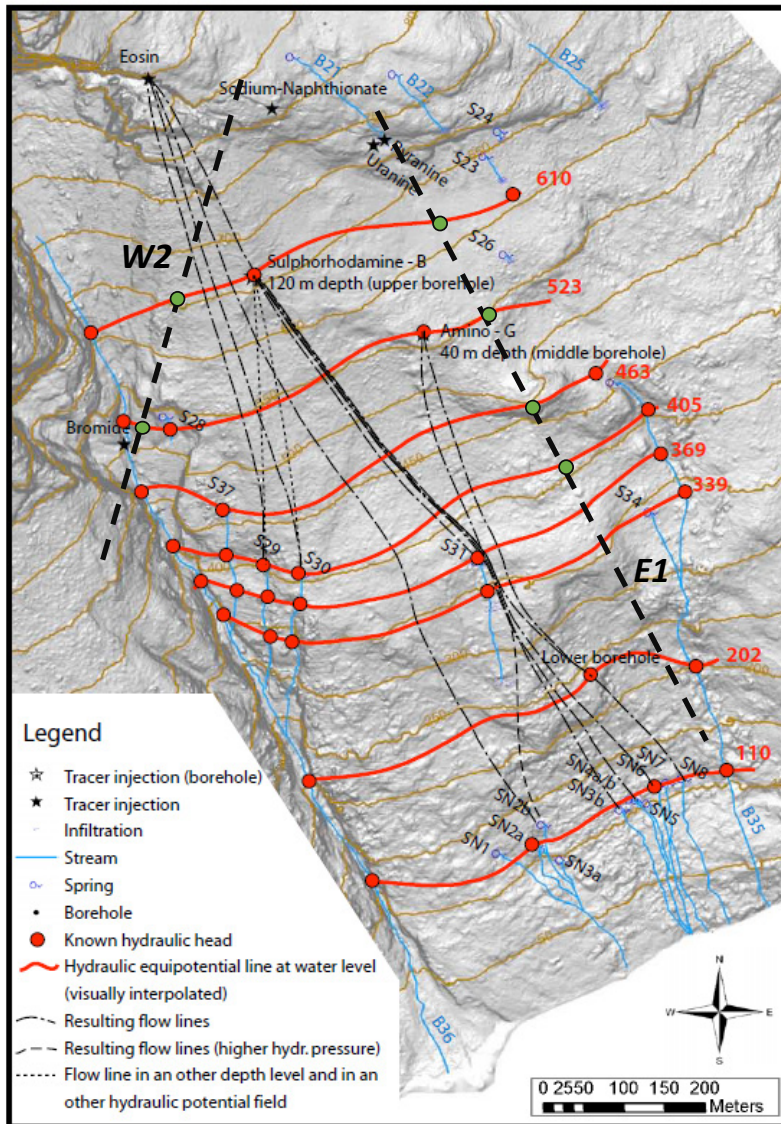 Eosin
B21
Sodium-Naphthionate
B22
B25
S24
Pyranine
Uranine
S23
610
W2
S26
Sulphorhodamine - B
120 m depth (upper borehole)
523
Amino - G
40 m depth (middle borehole)
463
405
S28
Bromide
369
S37
339
S34
S29
S30
S31
E1
Lower borehole
202
SN7
SN8
SN6
SN4a/b
110
SN3b
SN5
SN2b
SN2a
SN1
SN3a
B35
B36
Legend
Tracer injection (borehole)
Tracer injection
Infiltration
Stream
Spring
Borehole
Known hydraulic head
Hydraulic equipotential line at water level
(visually interpolated)
Resulting flow lines
Resulting flow lines (higher hydr. pressure)
Flow line in an other depth level and in an
other hydraulic potential field
N
W
E
S
0 2550 100 150 200
Meters